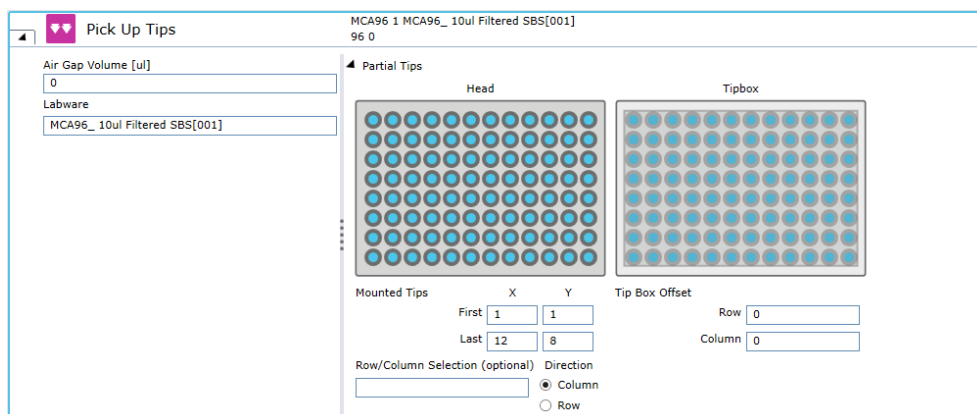 Pick Up Tips
MCA96 1 MCA96_ 10ul Filtered SBS[001]
96 0
Air Gap Volume [ul]
0
Labware
MCA96_ 10ul Filtered SBS[001]
Partial Tips
Head
Tipbox
Mounted Tips X Y
First 1 1
Last 12 8
Tip Box Offset
Row 0
Column 0
Row/Column Selection (optional)
Direction
Column
Row